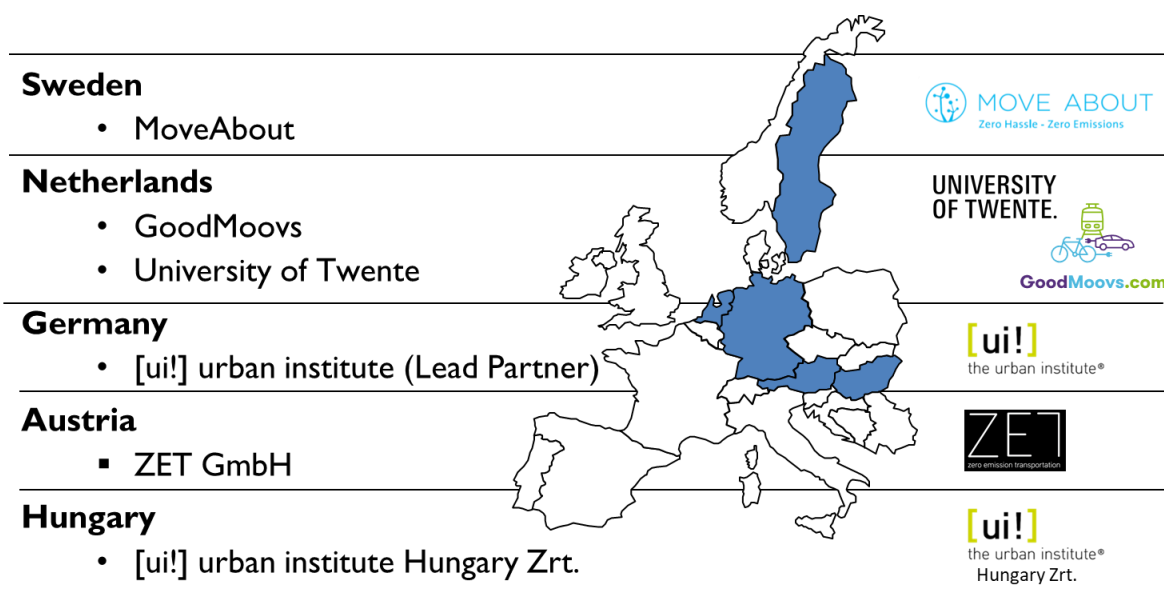 Sweden
• MoveAbout
MOVE ABOUT
Zero Hassle - Zero Emissions
Netherlands
• GoodMoovs
• University of Twente
UNIVERSITY
OF TWENTE.
GoodMoovs.com
Germany
• [ui!] urban institute (Lead Partner)
[ui!]
the urban institute®
Austria
▪ ZET GmbH
ZET
zero emission transportation
Hungary
• [ui!] urban institute Hungary Zrt.
[ui!]
the urban institute®
Hungary Zrt.